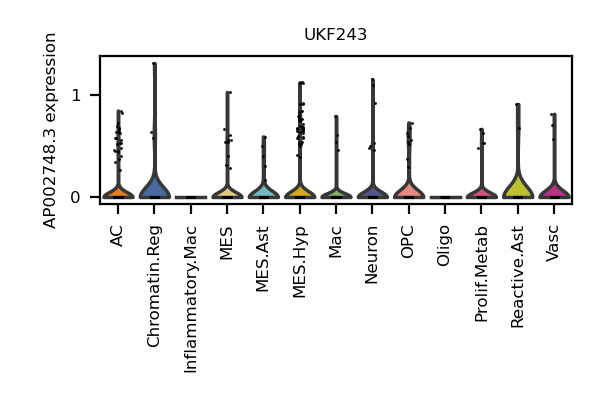 UKF243
AP002748.3 expression
1
0
AC
Chromatin.Reg
Inflammatory.Mac
MES
MES.Ast
MES.Hyp
Mac
Neuron
OPC
Oligo
Prolif.Metab
Reactive.Ast
Vasc